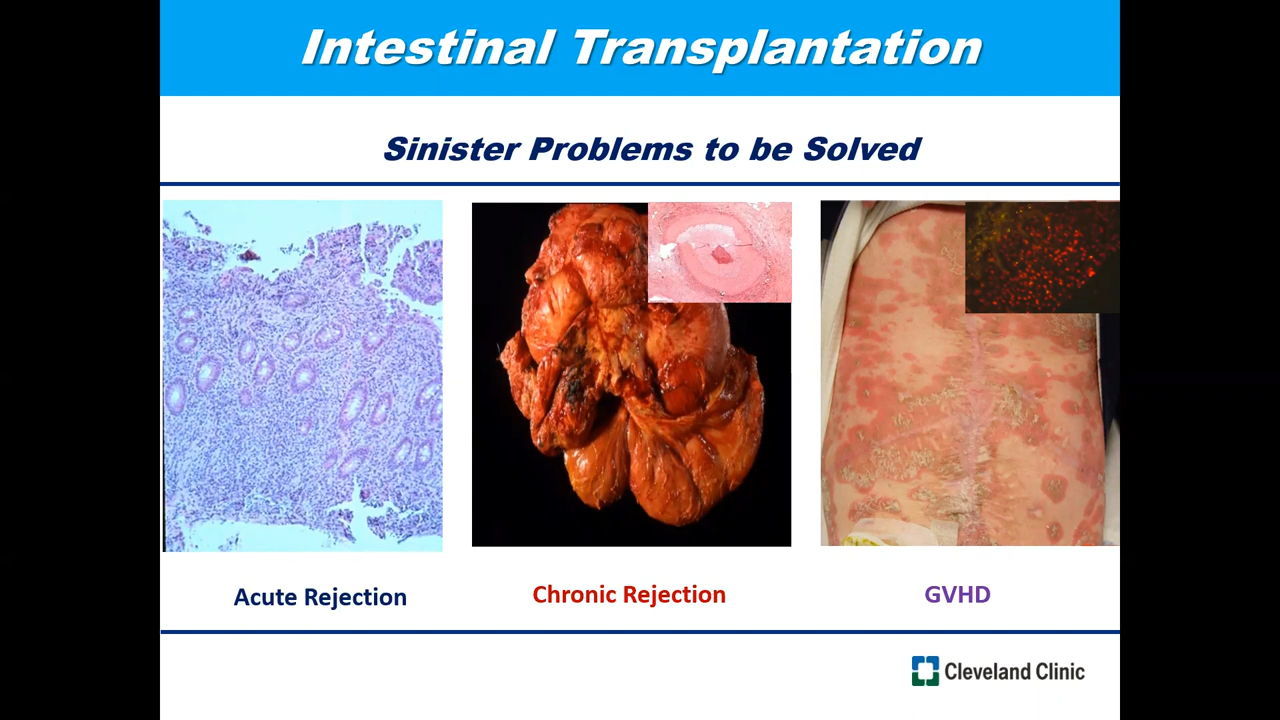 Intestinal Transplantation
Sinister Problems to be Solved
Acute Rejection
Chronic Rejection
GVHD
Cleveland Clinic